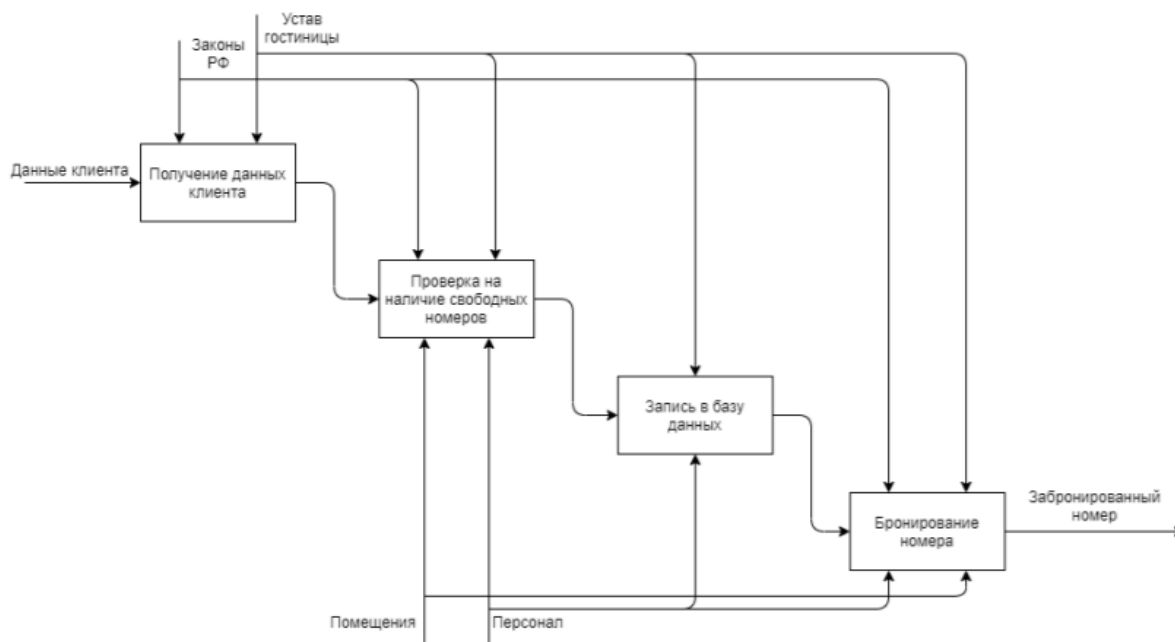 Устав
гостиницы
Законы
РФ
Данные клиента
Получение данных
клиента
Проверка на
наличие свободных
номеров
Запись в базу
данных
Забронированный
номер
Бронирование
номера
Помещения
Персонал